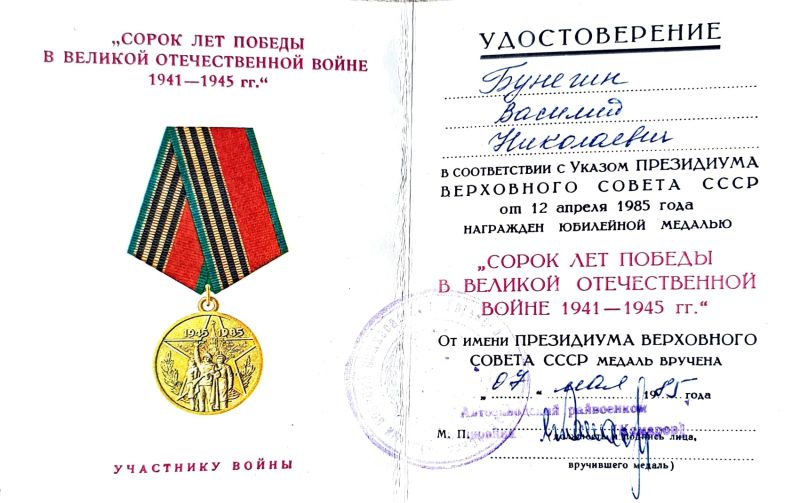 „СОРОК ЛЕТ ПОБЕДЫ
В ВЕЛИКОЙ ОТЕЧЕСТВЕННОЙ ВОЙНЕ
1941—1945 гг.“
1945 1985
УЧАСТНИКУ ВОЙНЫ
УДОСТОВЕРЕНИЕ
Бунегин
Василий
Николаевич
В СООТВЕТСТВИИ С УКАЗОМ ПРЕЗИДИУМА
ВЕРХОВНОГО СОВЕТА СССР
от 12 апреля 1985 года
НАГРАЖДЕН ЮБИЛЕЙНОЙ МЕДАЛЬЮ
„СОРОК ЛЕТ ПОБЕДЫ
В ВЕЛИКОЙ ОТЕЧЕСТВЕННОЙ
ВОЙНЕ 1941—1945 гг.“
От имени ПРЕЗИДИУМА ВЕРХОВНОГО
СОВЕТА СССР МЕДАЛЬ ВРУЧЕНА
„07“ мая 1985 года
Автозаводский райвоенком
М. П. (Комаров)
(должность и подпись лица,
вручившего медаль)